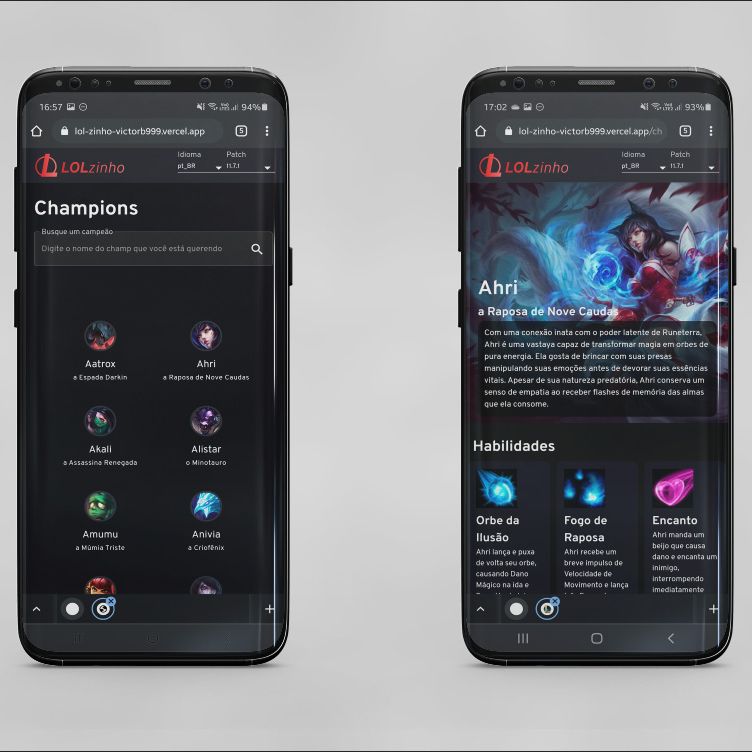 16:57
94%
lol-zinho-victorb999.vercel.app
5
LOLzinho
Idioma
pt_BR
Patch
11.7.1
Champions
Busque um campeão
Digite o nome do champ que você está querendo
Aatrox
a Espada Darkin
Ahri
a Raposa de Nove Caudas
Akali
a Assassina Renegada
Alistar
o Minotauro
Amumu
a Múmia Triste
Anivia
a Criofênix
17:02
93%
lol-zinho-victorb999.vercel.app/ch
5
LOLzinho
Idioma
pt_BR
Patch
11.7.1
Ahri
a Raposa de Nove Caudas
Com uma conexão inata com o poder latente de Runeterra,
Ahri é uma vastaya capaz de transformar magia em orbes de
pura energia. Ela gosta de brincar com suas presas
manipulando suas emoções antes de devorar suas essências
vitais. Apesar de sua natureza predatória, Ahri conserva um
senso de empatia ao receber flashes de memória das almas
que ela consome.
Habilidades
Orbe da
Ilusão
Ahri lança e puxa
de volta seu orbe,
causando Dano
Mágico na ida e
Fogo de
Raposa
Ahri recebe um
breve impulso de
Velocidade de
Movimento e lança
Encanto
Ahri manda um
beijo que causa
dano e encanta um
inimigo,
interrompendo
imediatamente